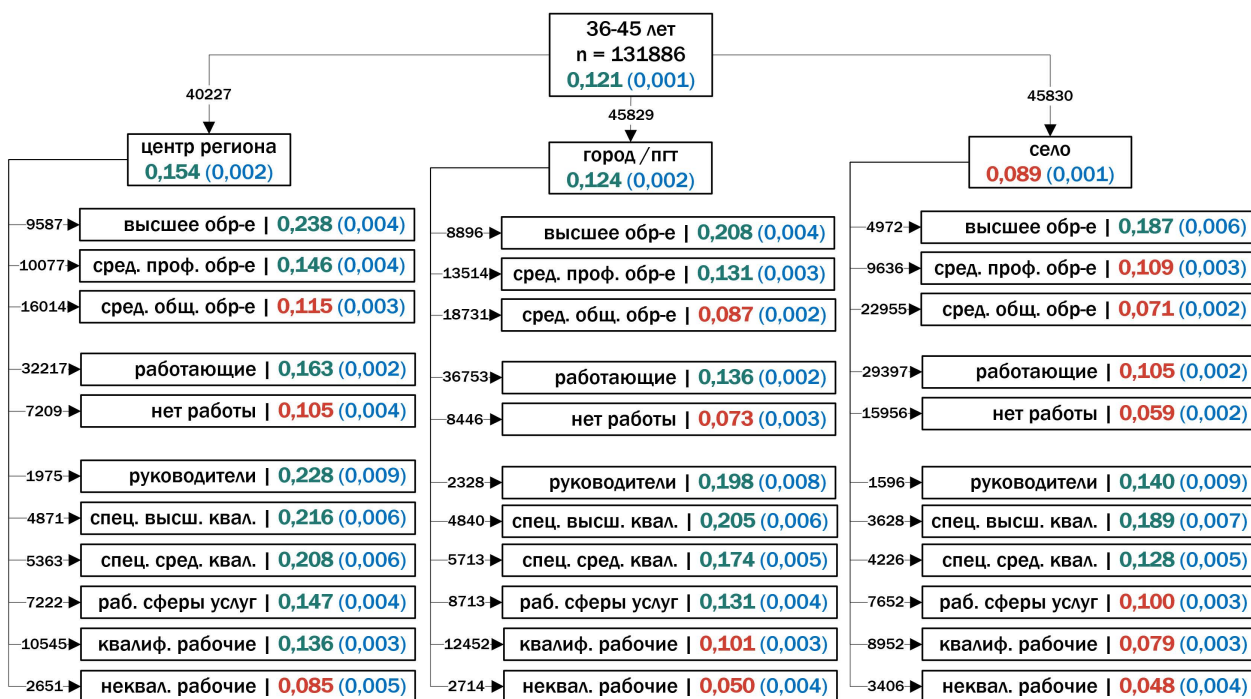 36-45 лет
n = 131886
0,121 (0,001)
40227
45829
45830
центр региона
0,154 (0,002)
город /пгт
0,124 (0,002)
село
0,089 (0,001)
9587 высшее обр-е | 0,238 (0,004)
10077 сред. проф. обр-е | 0,146 (0,004)
16014 сред. общ. обр-е | 0,115 (0,003)
32217 работающие | 0,163 (0,002)
7209 нет работы | 0,105 (0,004)
1975 руководители | 0,228 (0,009)
4871 спец. высш. квал. | 0,216 (0,006)
5363 спец. сред. квал. | 0,208 (0,006)
7222 раб. сферы услуг | 0,147 (0,004)
10545 квалиф. рабочие | 0,136 (0,003)
2651 неквал. рабочие | 0,085 (0,005)
8896 высшее обр-е | 0,208 (0,004)
13514 сред. проф. обр-е | 0,131 (0,003)
18731 сред. общ. обр-е | 0,087 (0,002)
36753 работающие | 0,136 (0,002)
8446 нет работы | 0,073 (0,003)
2328 руководители | 0,198 (0,008)
4840 спец. высш. квал. | 0,205 (0,006)
5713 спец. сред. квал. | 0,174 (0,005)
8713 раб. сферы услуг | 0,131 (0,004)
12452 квалиф. рабочие | 0,101 (0,003)
2714 неквал. рабочие | 0,050 (0,004)
4972 высшее обр-е | 0,187 (0,006)
9636 сред. проф. обр-е | 0,109 (0,003)
22955 сред. общ. обр-е | 0,071 (0,002)
29397 работающие | 0,105 (0,002)
15956 нет работы | 0,059 (0,002)
1596 руководители | 0,140 (0,009)
3628 спец. высш. квал. | 0,189 (0,007)
4226 спец. сред. квал. | 0,128 (0,005)
7652 раб. сферы услуг | 0,100 (0,003)
8952 квалиф. рабочие | 0,079 (0,003)
3406 неквал. рабочие | 0,048 (0,004)